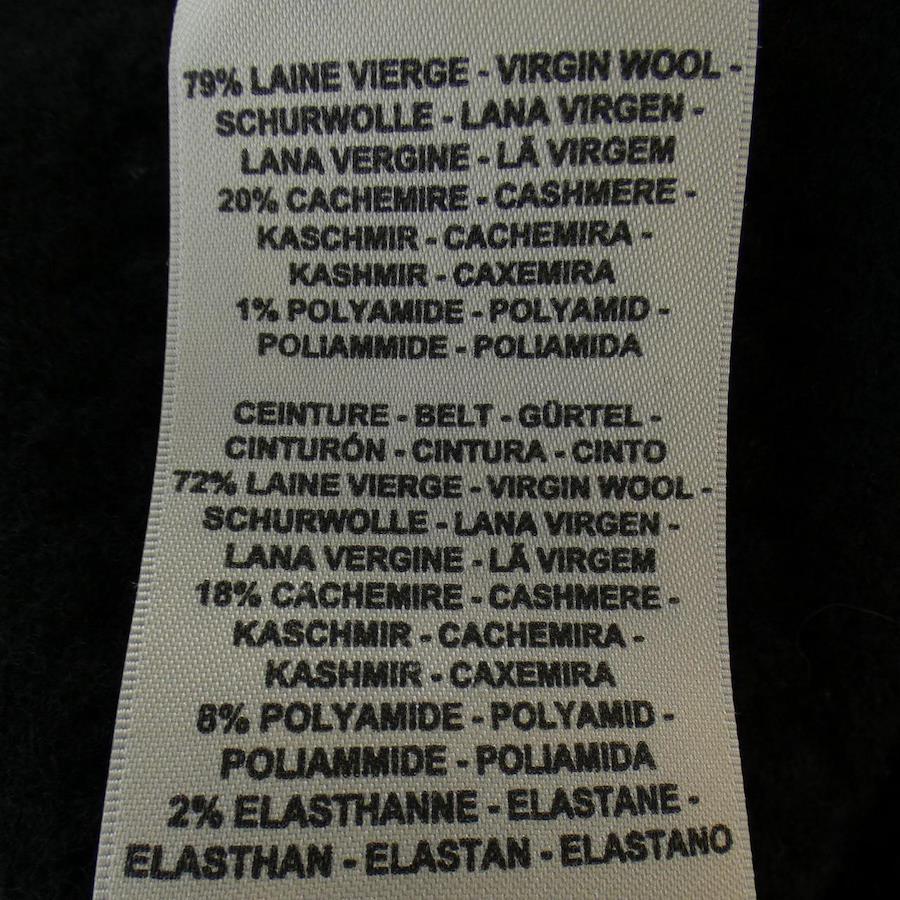 79% LAINE VIERGE - VIRGIN WOOL -
SCHURWOLLE - LANA VIRGEN -
LANA VERGINE - LÃ VIRGEM
20% CACHEMIRE - CASHMERE -
KASCHMIR - CACHEMIRA -
KASHMIR - CAXEMIRA
1% POLYAMIDE - POLYAMID -
POLIAMMIDE - POLIAMIDA
CEINTURE - BELT - GÜRTEL -
CINTURÓN - CINTURA - CINTO
72% LAINE VIERGE - VIRGIN WOOL -
SCHURWOLLE - LANA VIRGEN -
LANA VERGINE - LÃ VIRGEM
18% CACHEMIRE - CASHMERE -
KASCHMIR - CACHEMIRA -
KASHMIR - CAXEMIRA
8% POLYAMIDE - POLYAMID -
POLIAMMIDE - POLIAMIDA
2% ELASTHANNE - ELASTANE -
ELASTHAN - ELASTAN - ELASTANO